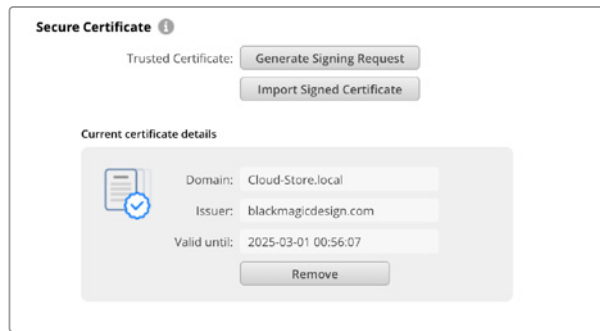 Secure Certificate i
Trusted Certificate: Generate Signing Request
Import Signed Certificate
Current certificate details
Domain: Cloud-Store.local
Issuer: blackmagicdesign.com
Valid until: 2025-03-01 00:56:07
Remove